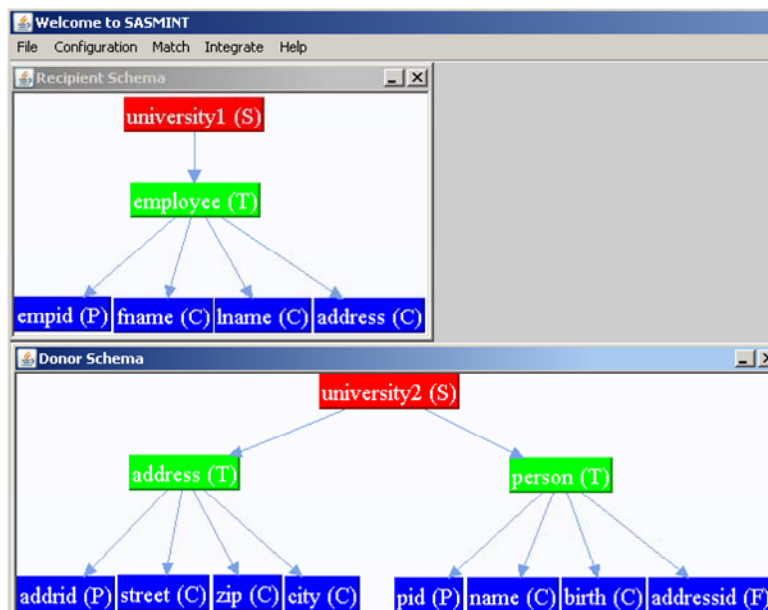 Welcome to SASMINT
File Configuration Match Integrate Help
Recipient Schema
university1 (S)
employee (T)
empid (P) fname (C) lname (C) address (C)
Donor Schema
university2 (S)
address (T) person (T)
addrid (P) street (C) zip (C) city (C) pid (P) name (C) birth (C) addressid (F)